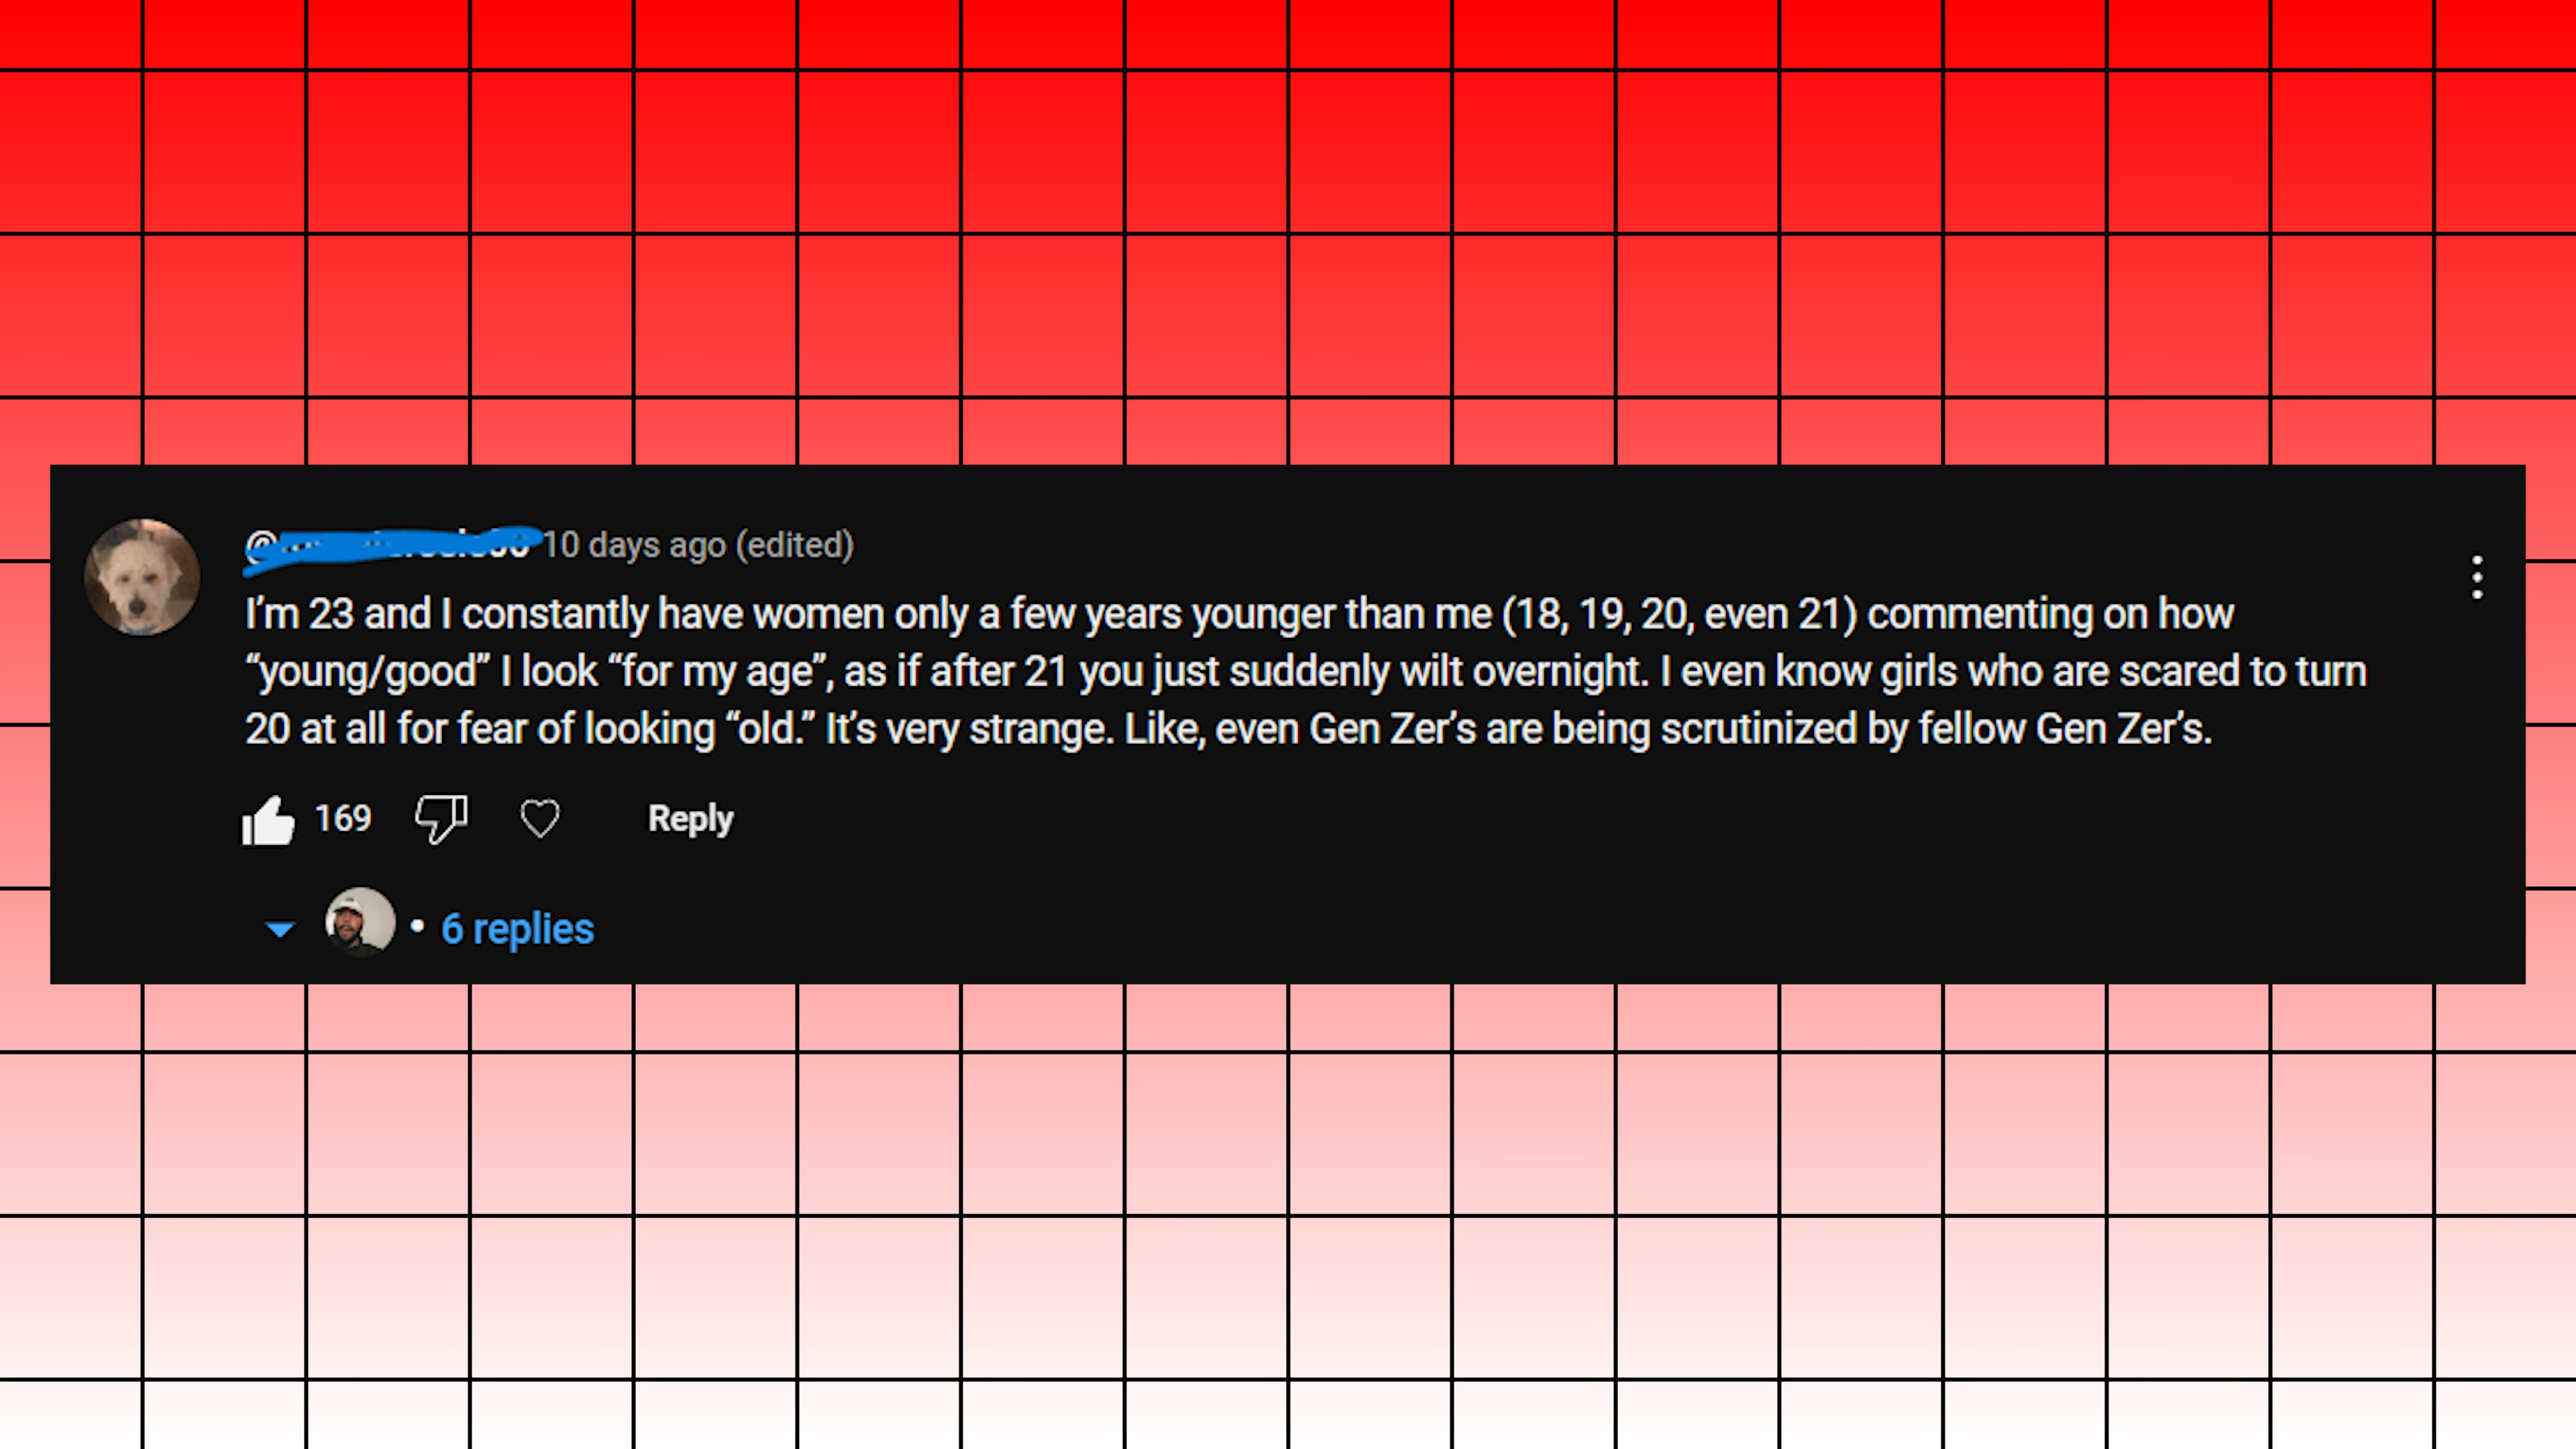 @ 10 days ago (edited)
I’m 23 and I constantly have women only a few years younger than me (18, 19, 20, even 21) commenting on how
“young/good” I look “for my age”, as if after 21 you just suddenly wilt overnight. I even know girls who are scared to turn
20 at all for fear of looking “old.” It’s very strange. Like, even Gen Zer’s are being scrutinized by fellow Gen Zer’s.
169 Reply
• 6 replies